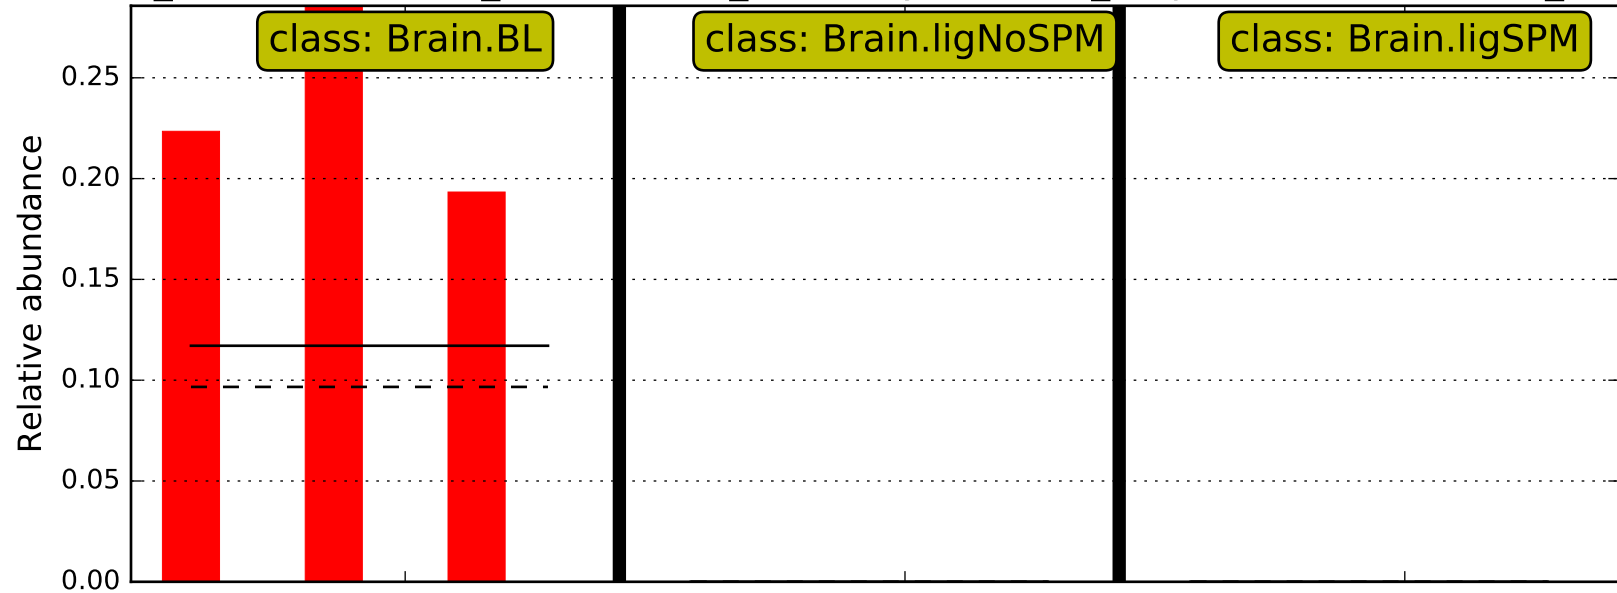 class: Brain.BL
class: Brain.ligNoSPM
class: Brain.ligSPM
Relative abundance
0.25
0.20
0.15
0.10
0.05
0.00